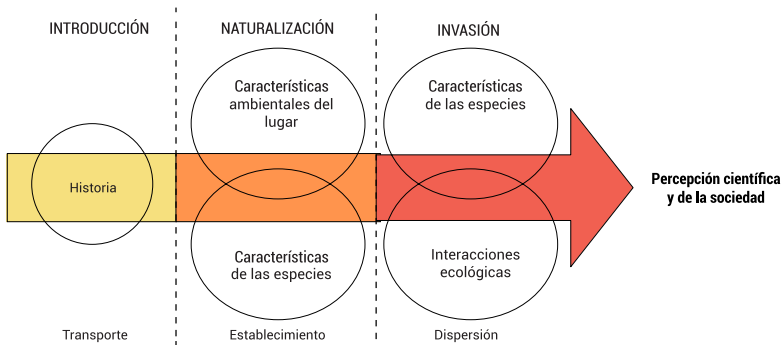 INTRODUCCIÓN
NATURALIZACIÓN
INVASIÓN
Historia
Características
ambientales del
lugar
Características
de las especies
Características
de las especies
Interacciones
ecológicas
Percepción científica
y de la sociedad
Transporte
Establecimiento
Dispersión